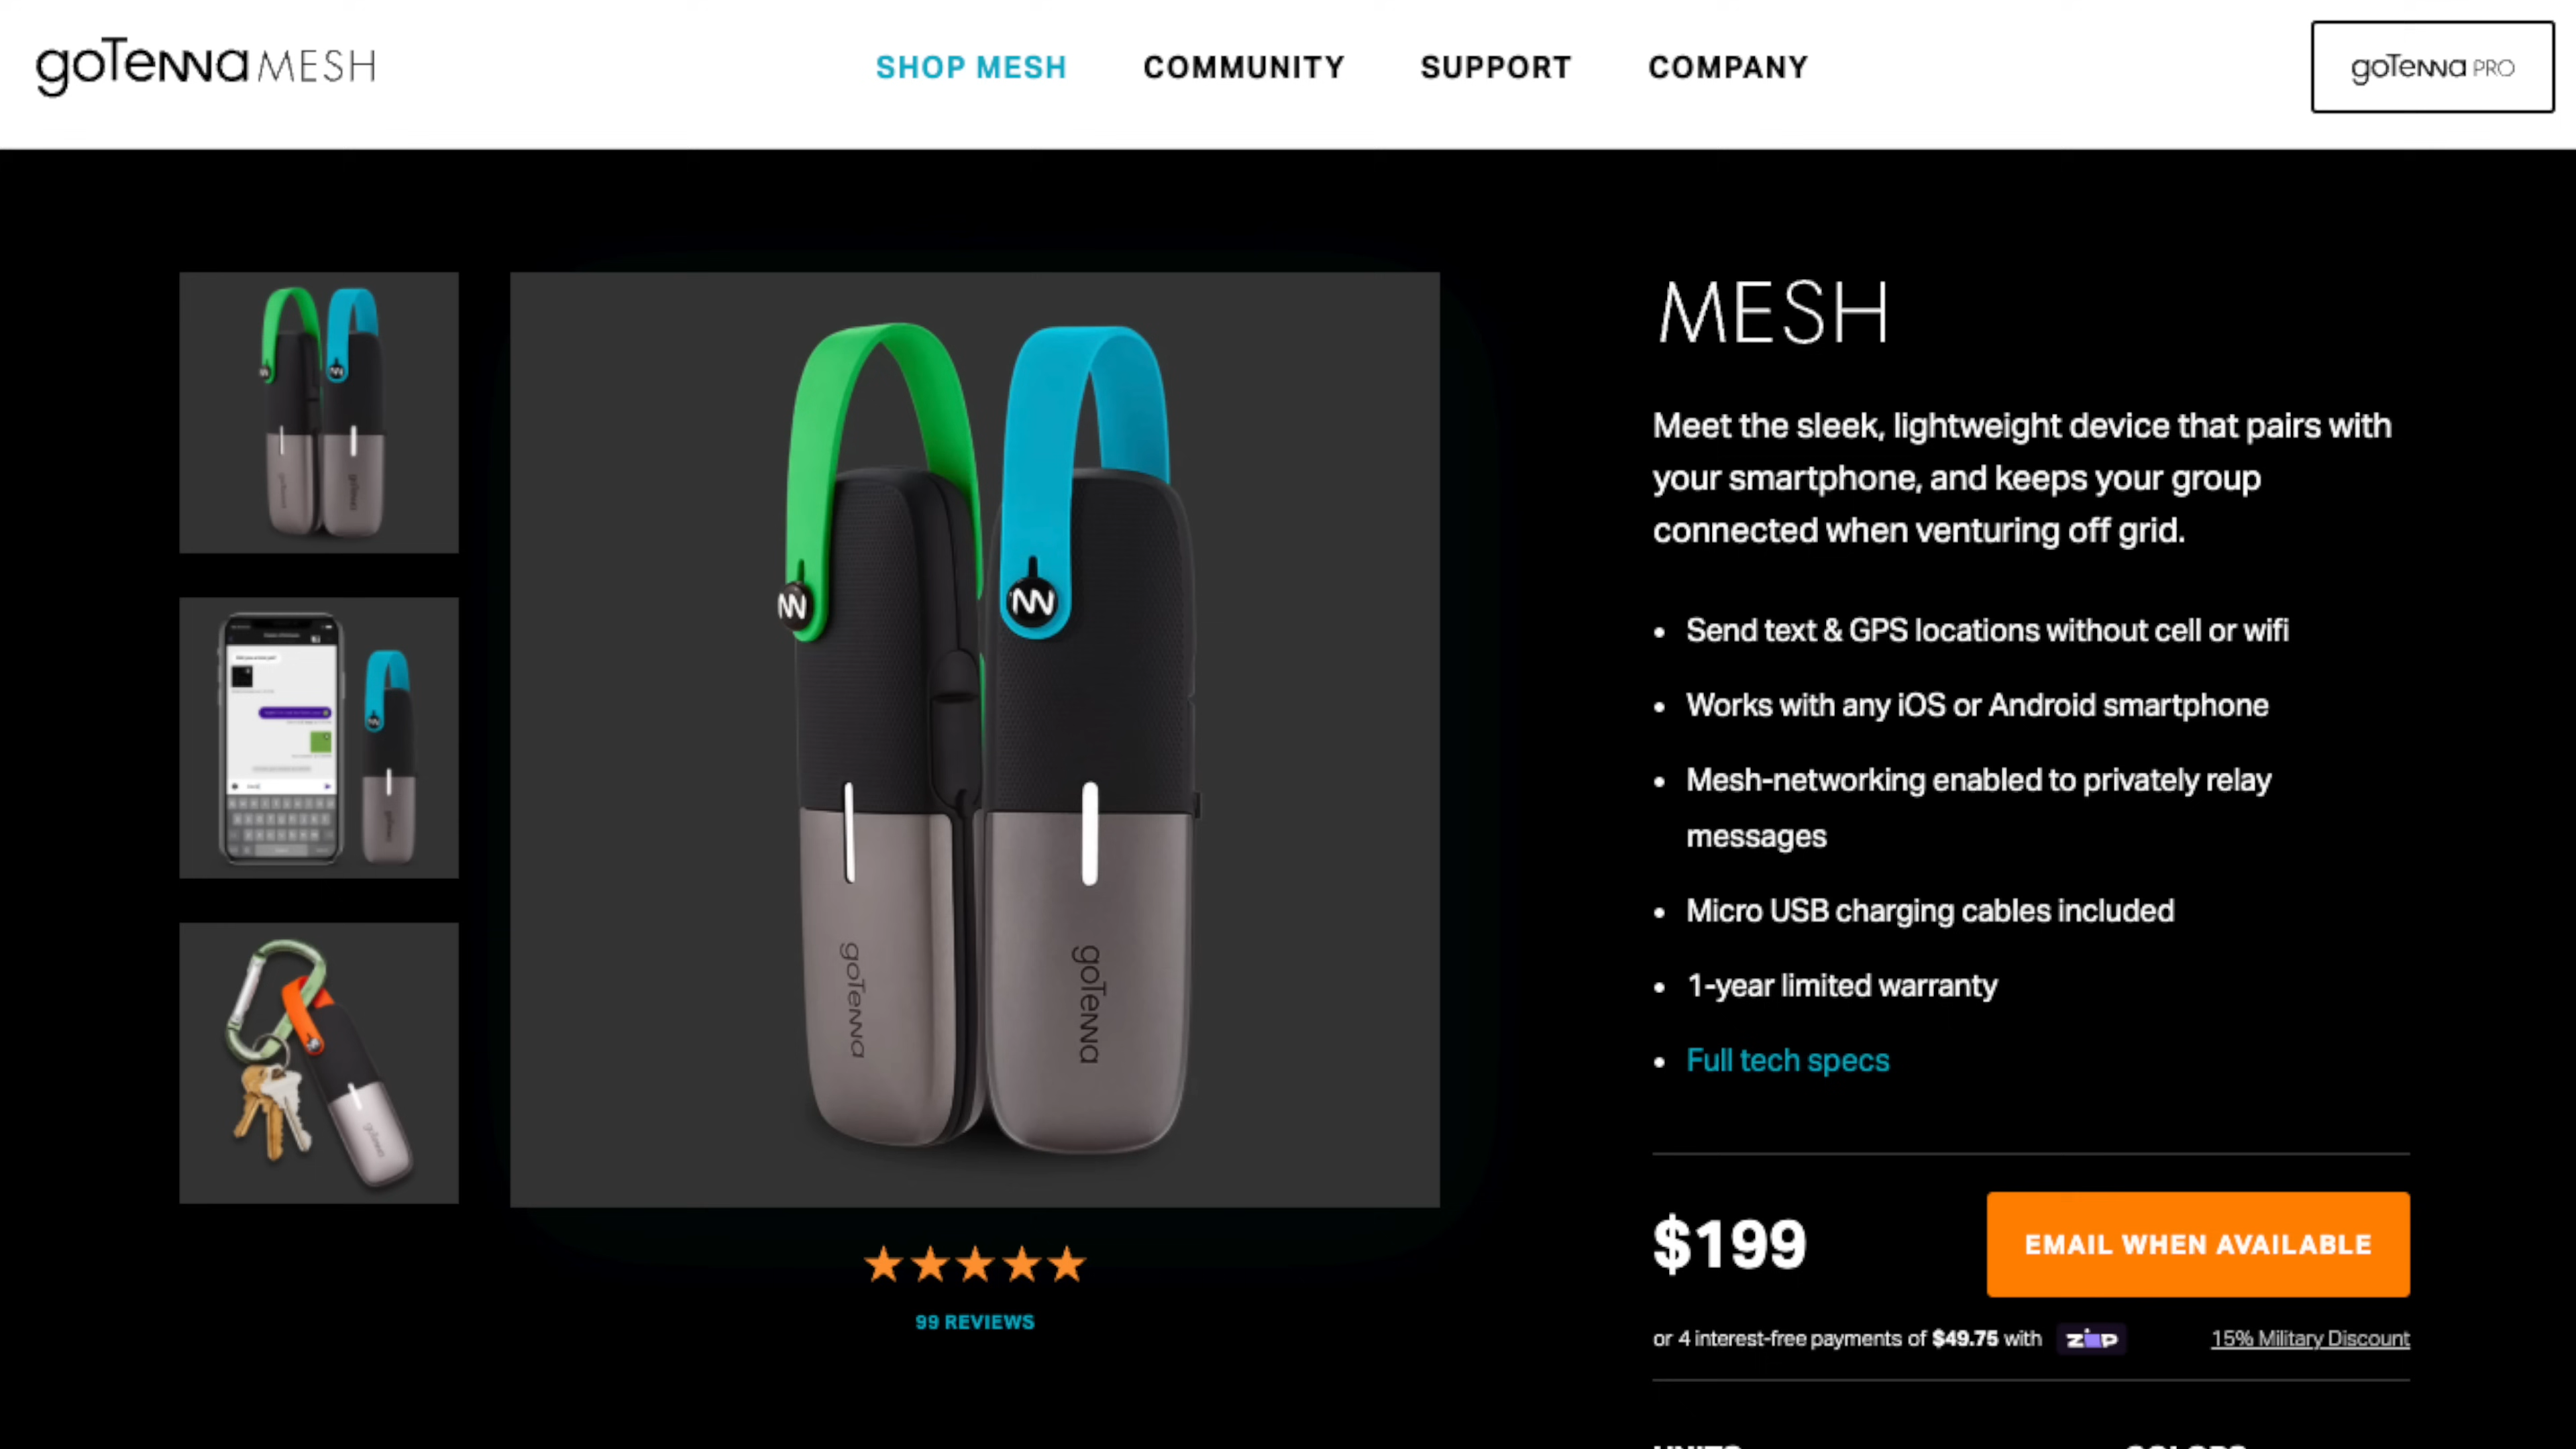 goTenna MESH
SHOP MESH
COMMUNITY
SUPPORT
COMPANY
goTenna PRO
goTenna
goTenna
MESH
Meet the sleek, lightweight device that pairs with
your smartphone, and keeps your group
connected when venturing off grid.
• Send text & GPS locations without cell or wifi
• Works with any iOS or Android smartphone
• Mesh-networking enabled to privately relay
messages
• Micro USB charging cables included
• 1-year limited warranty
• Full tech specs
★★★★★
99 REVIEWS
$199
EMAIL WHEN AVAILABLE
or 4 interest-free payments of $49.75 with zip
15% Military Discount